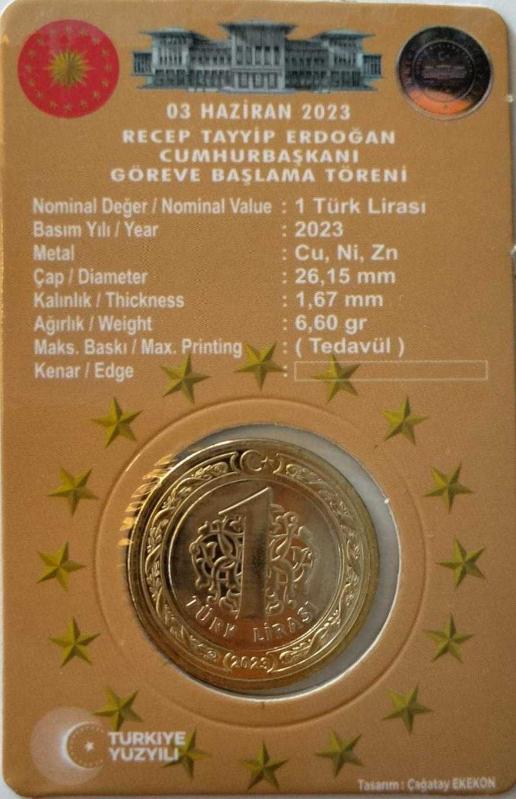 03 HAZİRAN 2023
RECEP TAYYİP ERDOĞAN
CUMHURBAŞKANI
GÖREVE BAŞLAMA TÖRENİ
Nominal Değer / Nominal Value : 1 Türk Lirası
Basım Yılı / Year : 2023
Metal : Cu, Ni, Zn
Çap / Diameter : 26,15 mm
Kalınlık / Thickness : 1,67 mm
Ağırlık / Weight : 6,60 gr
Maks. Baskı / Max. Printing : ( Tedavül )
Kenar / Edge :
1
TÜRK LİRASI
(2023)
TÜRKİYE
YÜZYILI
Tasarım : Çağatay EKEKON